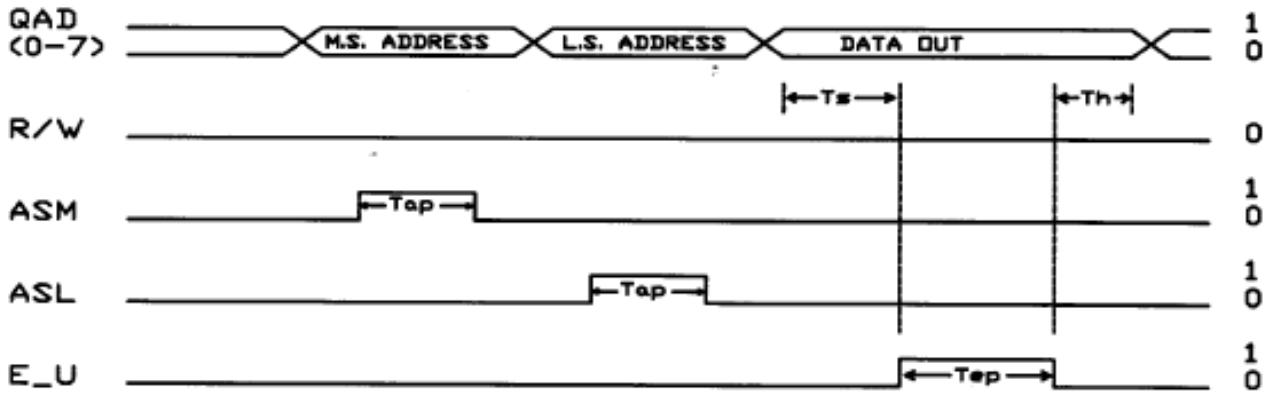 QAD 1
(0-7) M.S. ADDRESS L.S. ADDRESS DATA OUT 0
Ts Th
R/W 0
ASM Tap 1
0
ASL Tap 1
0
E_U Tep 1
0